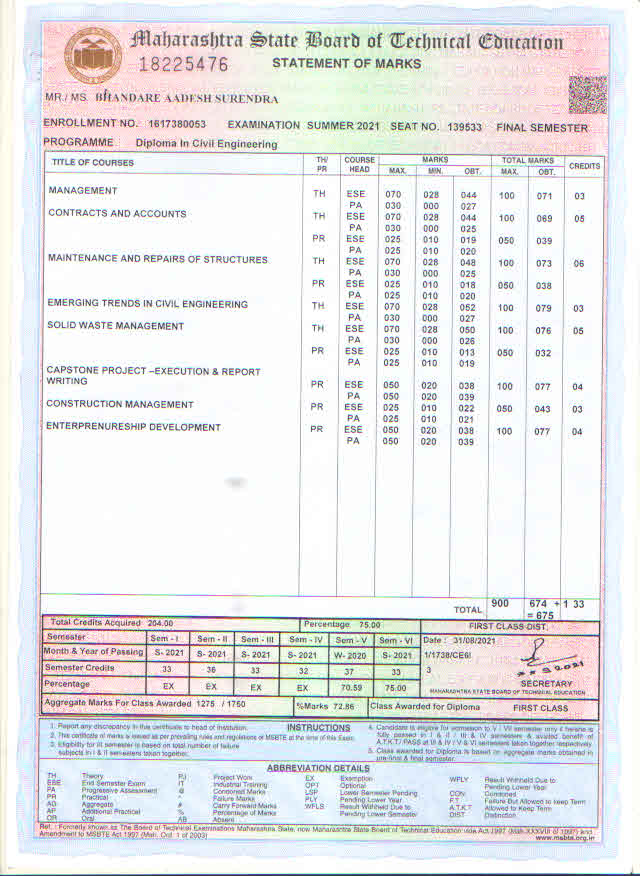 Maharashtra State Board of Technical Education
18225476 STATEMENT OF MARKS
MR./ MS. BHANDARE AADESH SURENDRA
ENROLLMENT NO. 1617380053 EXAMINATION SUMMER 2021 SEAT NO. 139533 FINAL SEMESTER
PROGRAMME Diploma In Civil Engineering
TITLE OF COURSES TH/ PR COURSE HEAD MARKS TOTAL MARKS CREDITS
MAX. MIN. OBT. MAX. OBT.
MANAGEMENT TH ESE 070 028 044 100 071 03
PA 030 000 027
CONTRACTS AND ACCOUNTS TH ESE 070 028 044 100 069 05
PA 030 000 025
PR ESE 025 010 019 050 039
PA 025 010 020
MAINTENANCE AND REPAIRS OF STRUCTURES TH ESE 070 028 048 100 073 06
PA 030 000 025
PR ESE 025 010 018 050 038
PA 025 010 020
EMERGING TRENDS IN CIVIL ENGINEERING TH ESE 070 028 052 100 079 03
PA 030 000 027
SOLID WASTE MANAGEMENT TH ESE 070 028 050 100 076 05
PA 030 000 026
PR ESE 025 010 013 050 032
PA 025 010 019
CAPSTONE PROJECT –EXECUTION & REPORT
WRITING PR ESE 050 020 038 100 077 04
PA 050 020 039
CONSTRUCTION MANAGEMENT PR ESE 025 010 022 050 043 03
PA 025 010 021
ENTERPRENURESHIP DEVELOPMENT PR ESE 050 020 038 100 077 04
PA 050 020 039
TOTAL 900 674 + 1 33
= 675
Total Credits Acquired 204.00 Percentage 75.00 FIRST CLASS DIST.
Semester Sem - I Sem - II Sem - III Sem - IV Sem - V Sem - VI Date : 31/08/2021
Month & Year of Passing S- 2021 S- 2021 S- 2021 S- 2021 W- 2020 S- 2021 1/1738/CE6I
Semester Credits 33 36 33 32 37 33 3
Percentage EX EX EX EX 70.59 75.00 SECRETARY
MAHARASHTRA STATE BOARD OF TECHNICAL EDUCATION
Aggregate Marks For Class Awarded 1275 / 1750 %Marks 72.86 Class Awarded for Diploma FIRST CLASS
INSTRUCTIONS
1. Report any discrepancy in this certificate to head of Institution.
2. This certificate of marks is issued as per prevailing rules and regulations of MSBTE at the time of this Exam.
3. Eligibility for III semester is based on total number of failure
subjects in I & II semesters taken together.
4. Candidate is eligible for admission to V / VII semester only if he/she is
fully passed in I & II / III & IV semesters & availed benefit of
A.T.K.T./ PASS at III & IV / V & VI semesters taken together respectively
5. Class awarded for Diploma is based on aggregate marks obtained in
pre-final & final semester.
ABBREVIATION DETAILS
TH Theory PJ Project Work EX Exemption WPLY Result Withheld Due to
ESE End Semester Exam IT Industrial Training OPT Optional Pending Lower Year
PA Progressive Assessment @ Condoned Marks LSP Lower Semester Pending CON Condoned
PR Practical * Failure Marks PLY Pending Lower Year F.T Failure But Allowed to keep Term
AG Aggregate # Carry Forward Marks WFLS Result Withheld Due to A.T.K.T Allowed to Keep Term
AP Additional Practical % Percentage of Marks Pending Lower Semester DIST Distinction
OR Oral AB Absent
Ref. : Formerly known as The Board of Technical Examinations Maharashtra State, now Maharashtra State Board of Technical Education vide Act 1997 (Mah.XXXVIII of 1997) and
Amendment to MSBTE Act 1997 (Mah. Ord. 1 of 2003) www.msbte.org.in